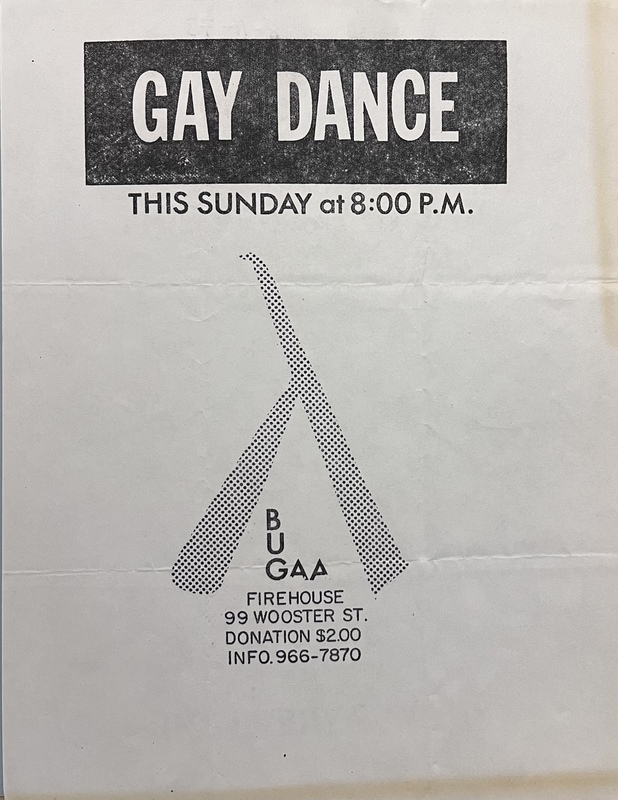 GAY DANCE
THIS SUNDAY at 8:00 P.M.
B
U
GAA
FIREHOUSE
99 WOOSTER ST.
DONATION $2.00
INFO. 966-7870